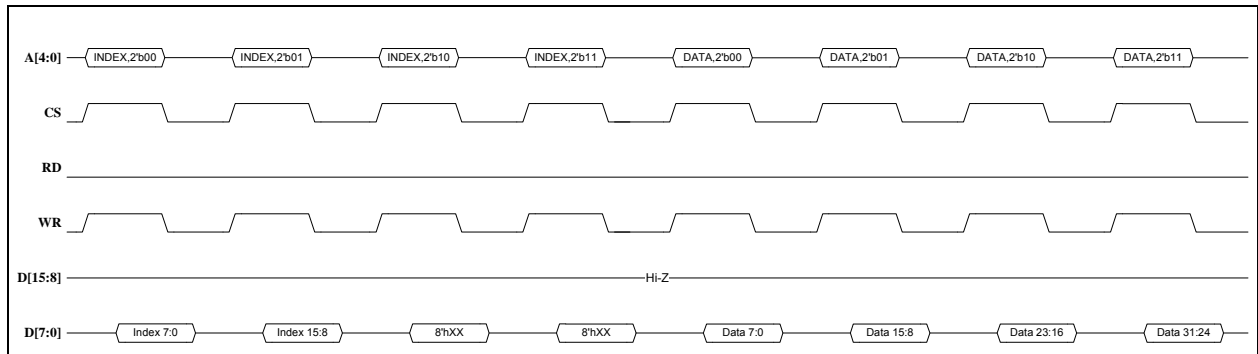 A[4:0] INDEX,2'b00 INDEX,2'b01 INDEX,2'b10 INDEX,2'b11 DATA,2'b00 DATA,2'b01 DATA,2'b10 DATA,2'b11
CS
RD
WR
D[15:8] Hi-Z
D[7:0] Index 7:0 Index 15:8 8'hXX 8'hXX Data 7:0 Data 15:8 Data 23:16 Data 31:24